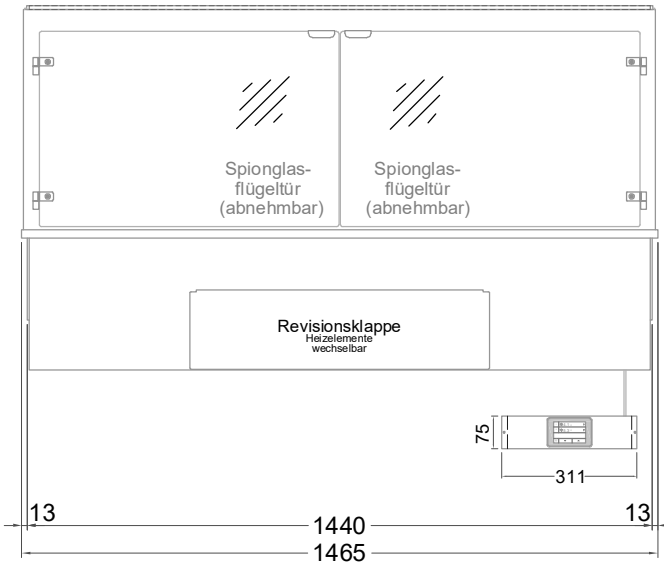 Spionglas-
flügeltür
(abnehmbar)
Spionglas-
flügeltür
(abnehmbar)
Revisionsklappe
Heizelemente
wechselbar
75
311
13
1440
13
1465